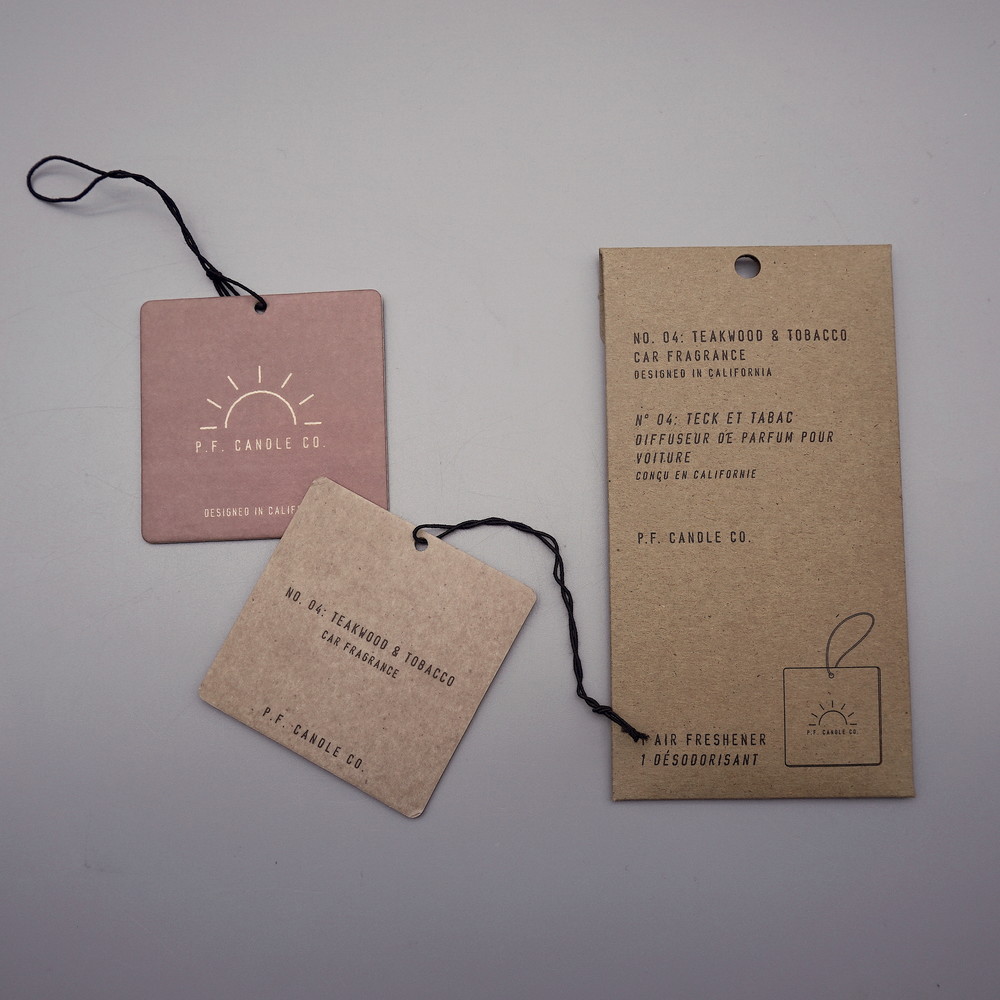 P.F. CANDLE CO.
DESIGNED IN
NO. 04: TEAKWOOD & TOBACCO
CAR FRAGRANCE
P.F. CANDLE CO.
NO. 04: TEAKWOOD & TOBACCO
CAR FRAGRANCE
DESIGNED IN CALIFORNIA
Nº 04: TECK ET TABAC
DIFFUSEUR DE PARFUM POUR
VOITURE
CONÇU EN CALIFORNIE
P.F. CANDLE CO.
P.F. CANDLE CO.
1 AIR FRESHENER
1 DÉSODORISANT